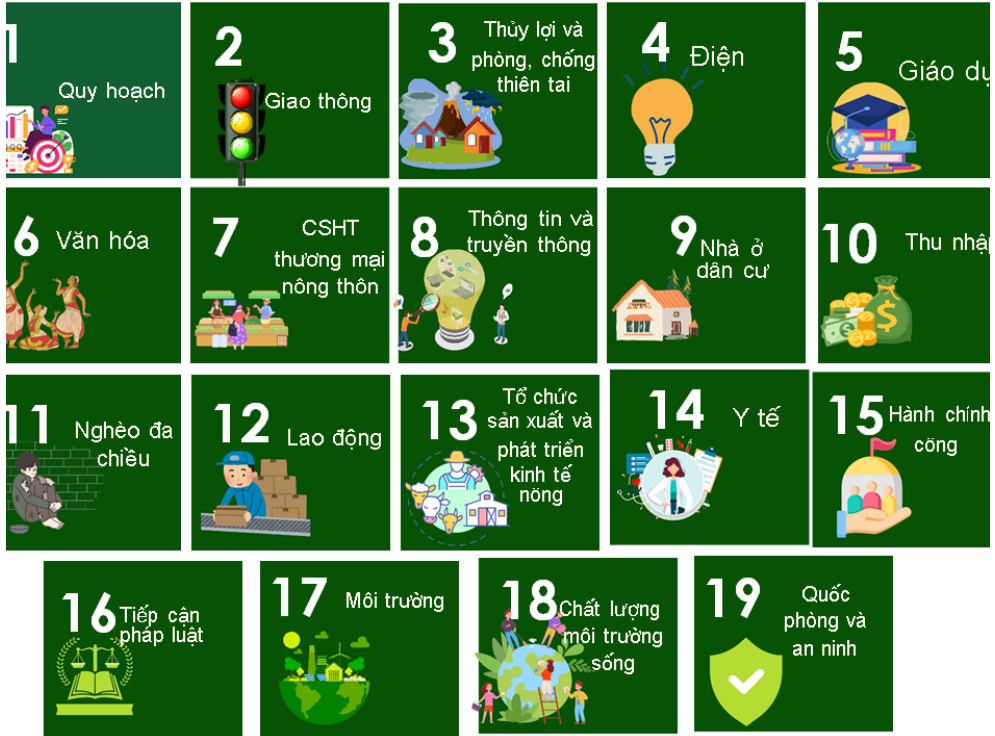 1
Quy hoạch
2
Giao thông
3
Thủy lợi và
phòng, chống
thiên tai
4
Điện
5
Giáo dụ
6
Văn hóa
7
CSHT
thương mại
nông thôn
8
Thông tin và
truyền thông
9
Nhà ở
dân cư
10
Thu nhập
11
Nghèo đa
chiều
12
Lao động
13
Tổ chức
sản xuất và
phát triển
kinh tế
nông
14
Y tế
15
Hành chính
công
16
Tiếp cận
pháp luật
17
Môi trường
18
Chất lượng
môi trường
sống
19
Quốc
phòng và
an ninh